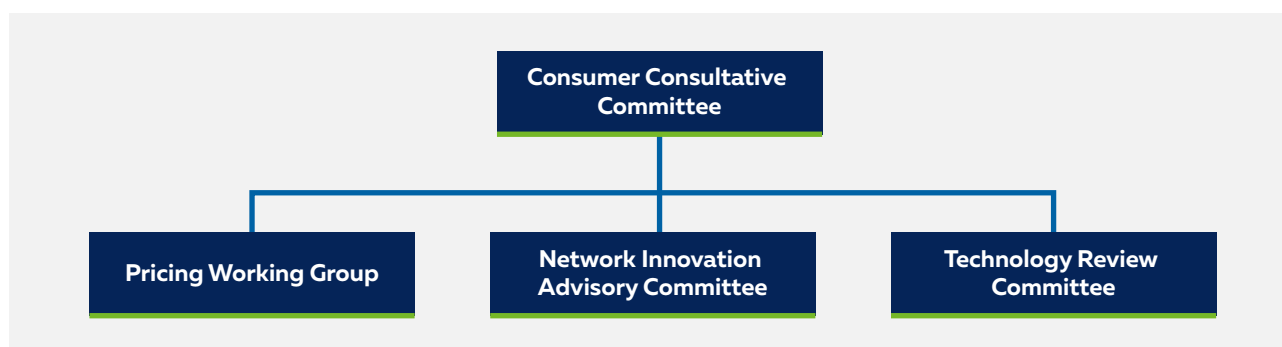 Consumer Consultative
Committee
Pricing Working Group
Network Innovation
Advisory Committee
Technology Review
Committee